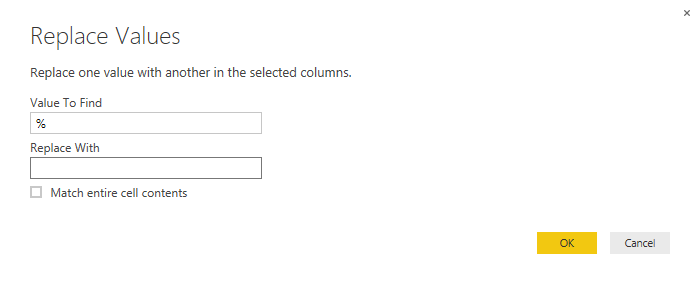 Replace Values
Replace one value with another in the selected columns.
Value To Find
%
Replace With
Match entire cell contents
OK
Cancel